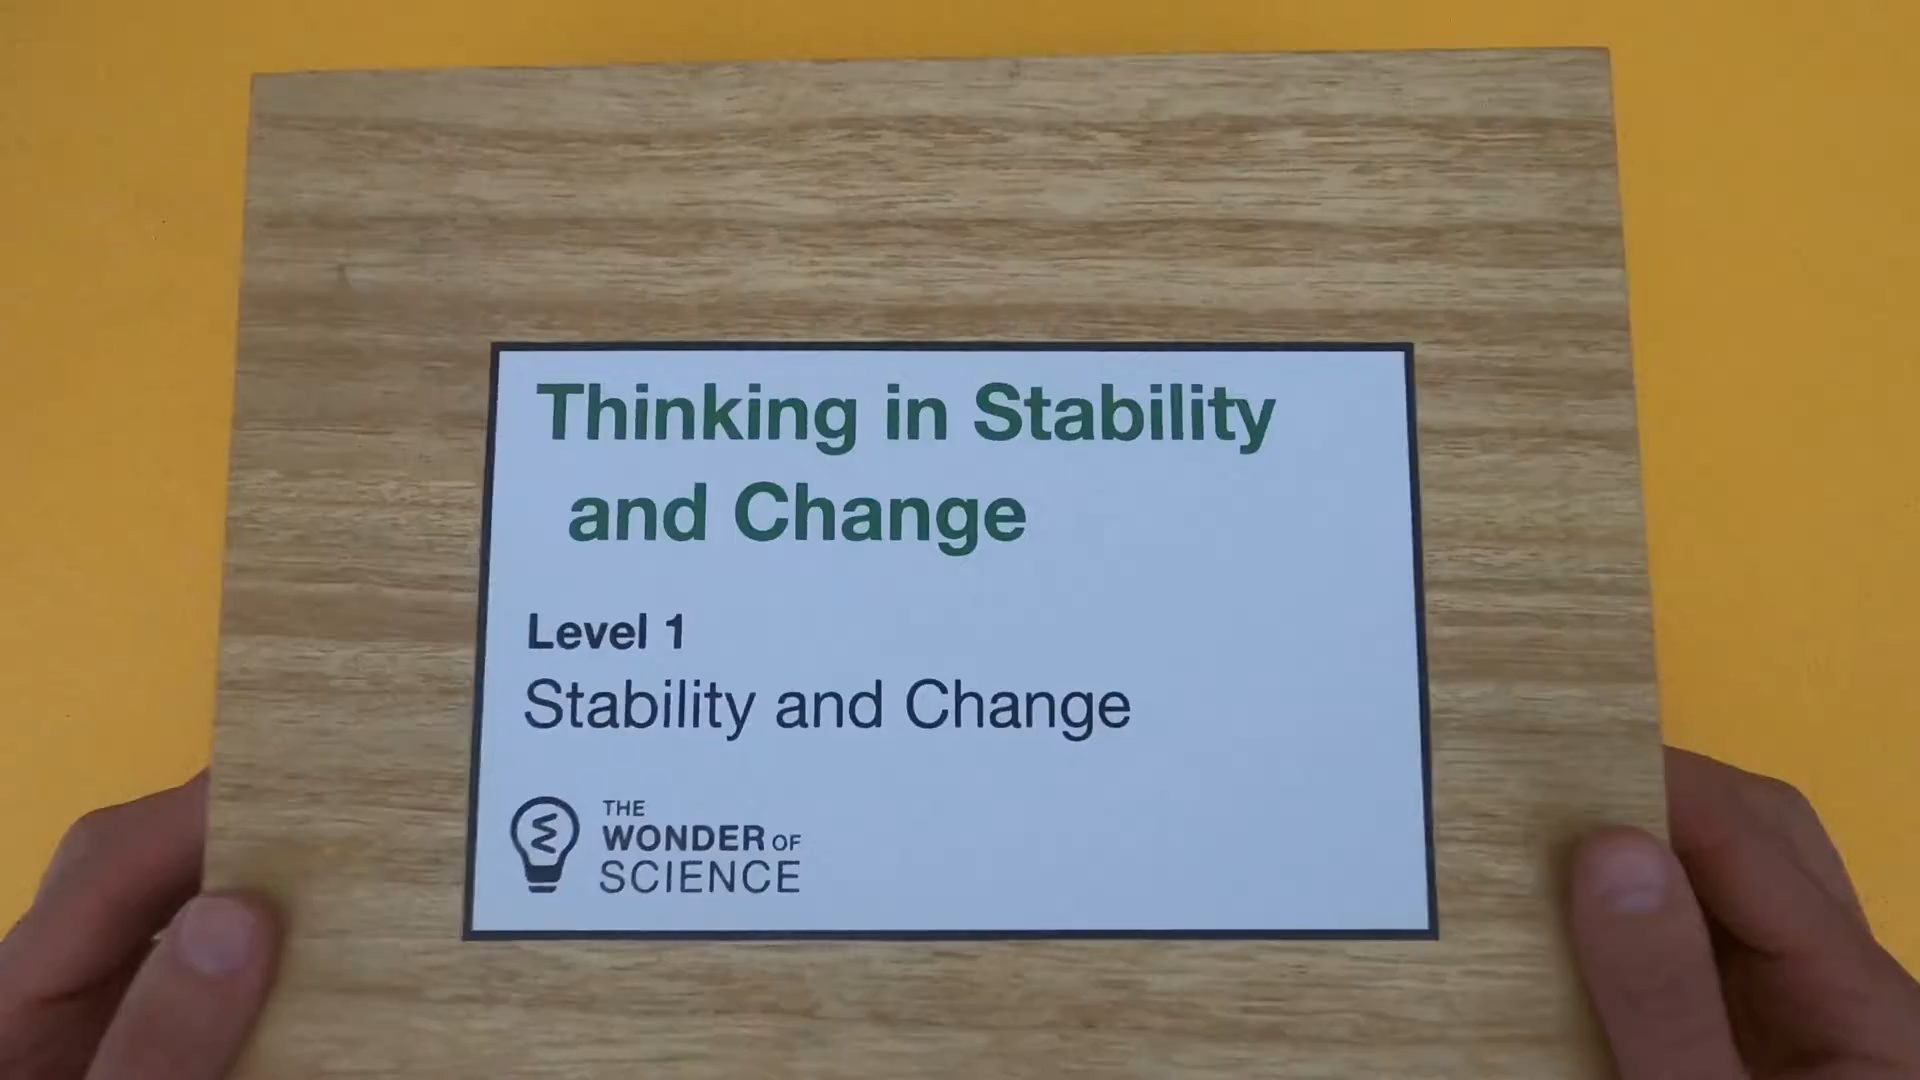 Thinking in Stability
and Change
Level 1
Stability and Change
THE
WONDER OF
SCIENCE